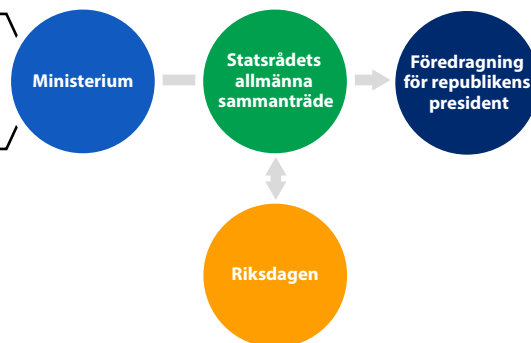 Ministerium
Statsrådets
allmänna
sammanträde
Föredragning
för republikens
president
Riksdagen